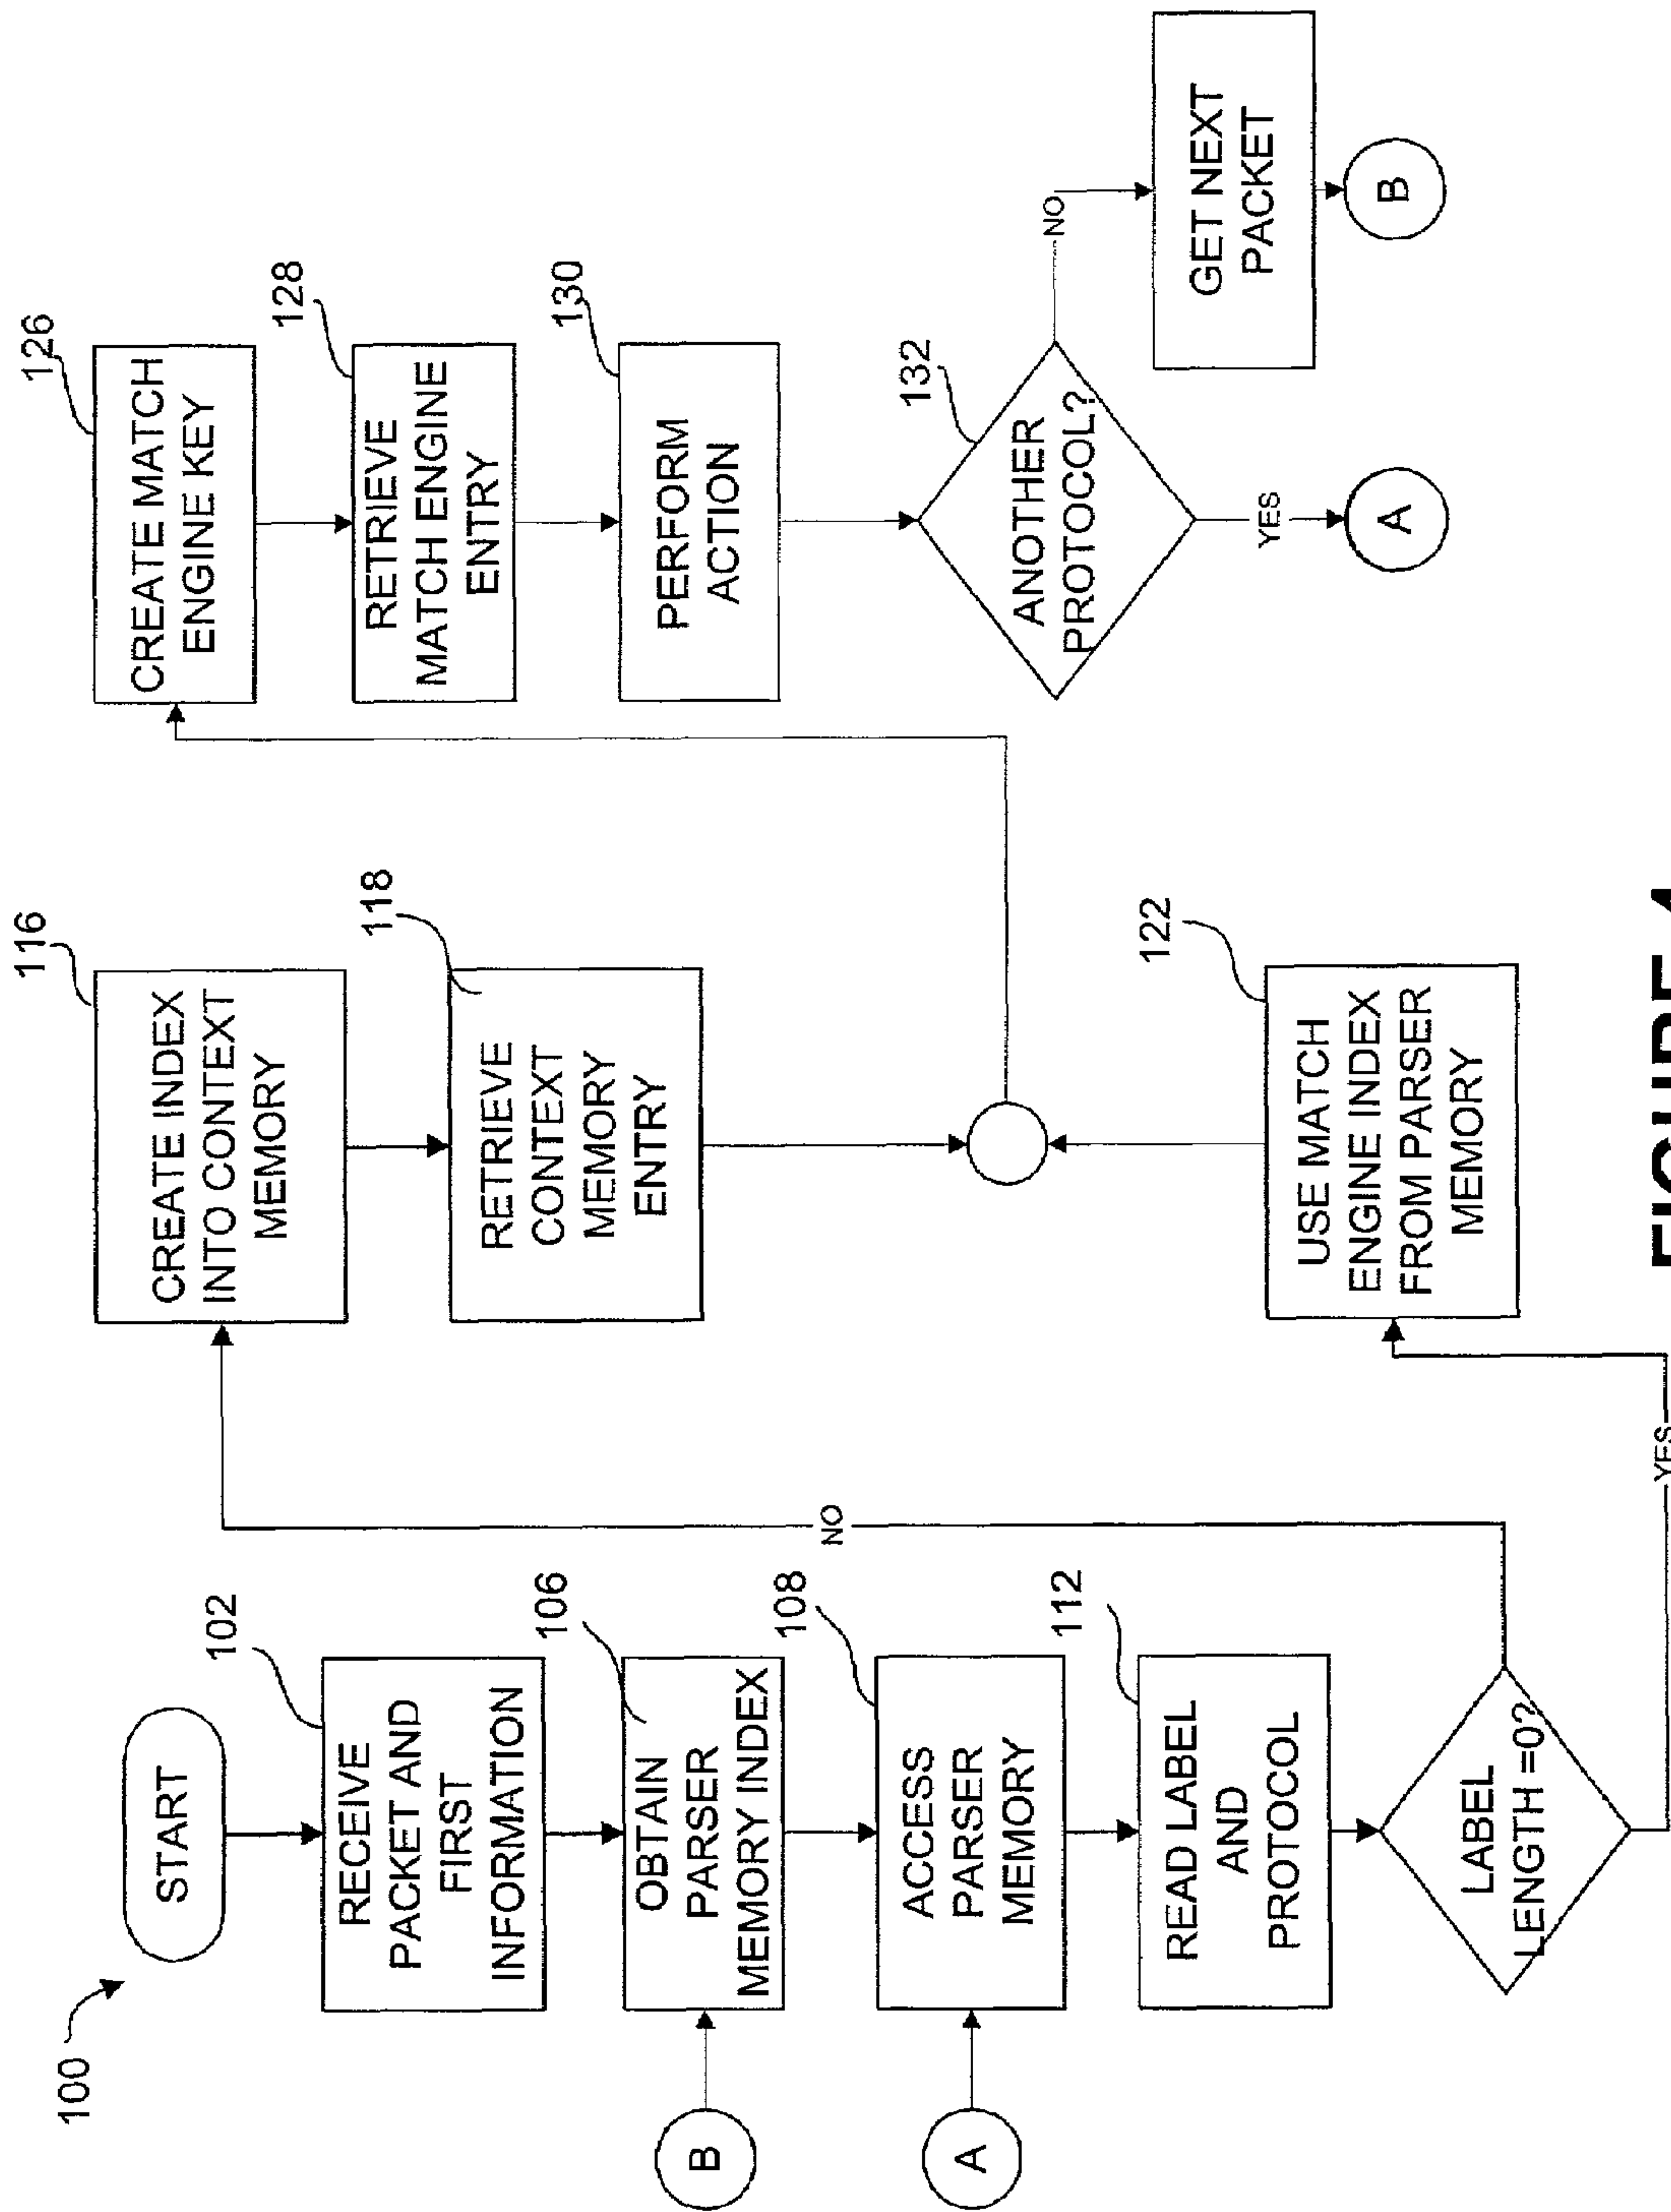 100
START
102
RECEIVE
PACKET AND
FIRST
INFORMATION
B
106
OBTAIN
PARSER
MEMORY INDEX
A
108
ACCESS
PARSER
MEMORY
112
READ LABEL
AND
PROTOCOL
LABEL
LENGTH =0?
NO
YES
116
CREATE INDEX
INTO CONTEXT
MEMORY
118
RETRIEVE
CONTEXT
MEMORY
ENTRY
122
USE MATCH
ENGINE INDEX
FROM PARSER
MEMORY
126
CREATE MATCH
ENGINE KEY
128
RETRIEVE
MATCH ENGINE
ENTRY
130
PERFORM
ACTION
132
ANOTHER
PROTOCOL?
NO
YES
A
GET NEXT
PACKET
B